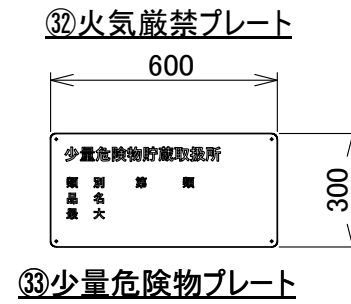 ㉜火気厳禁プレート
600
少量危険物貯蔵取扱所
類 別 第 類
品 名
最 大
300
㉝少量危険物プレート